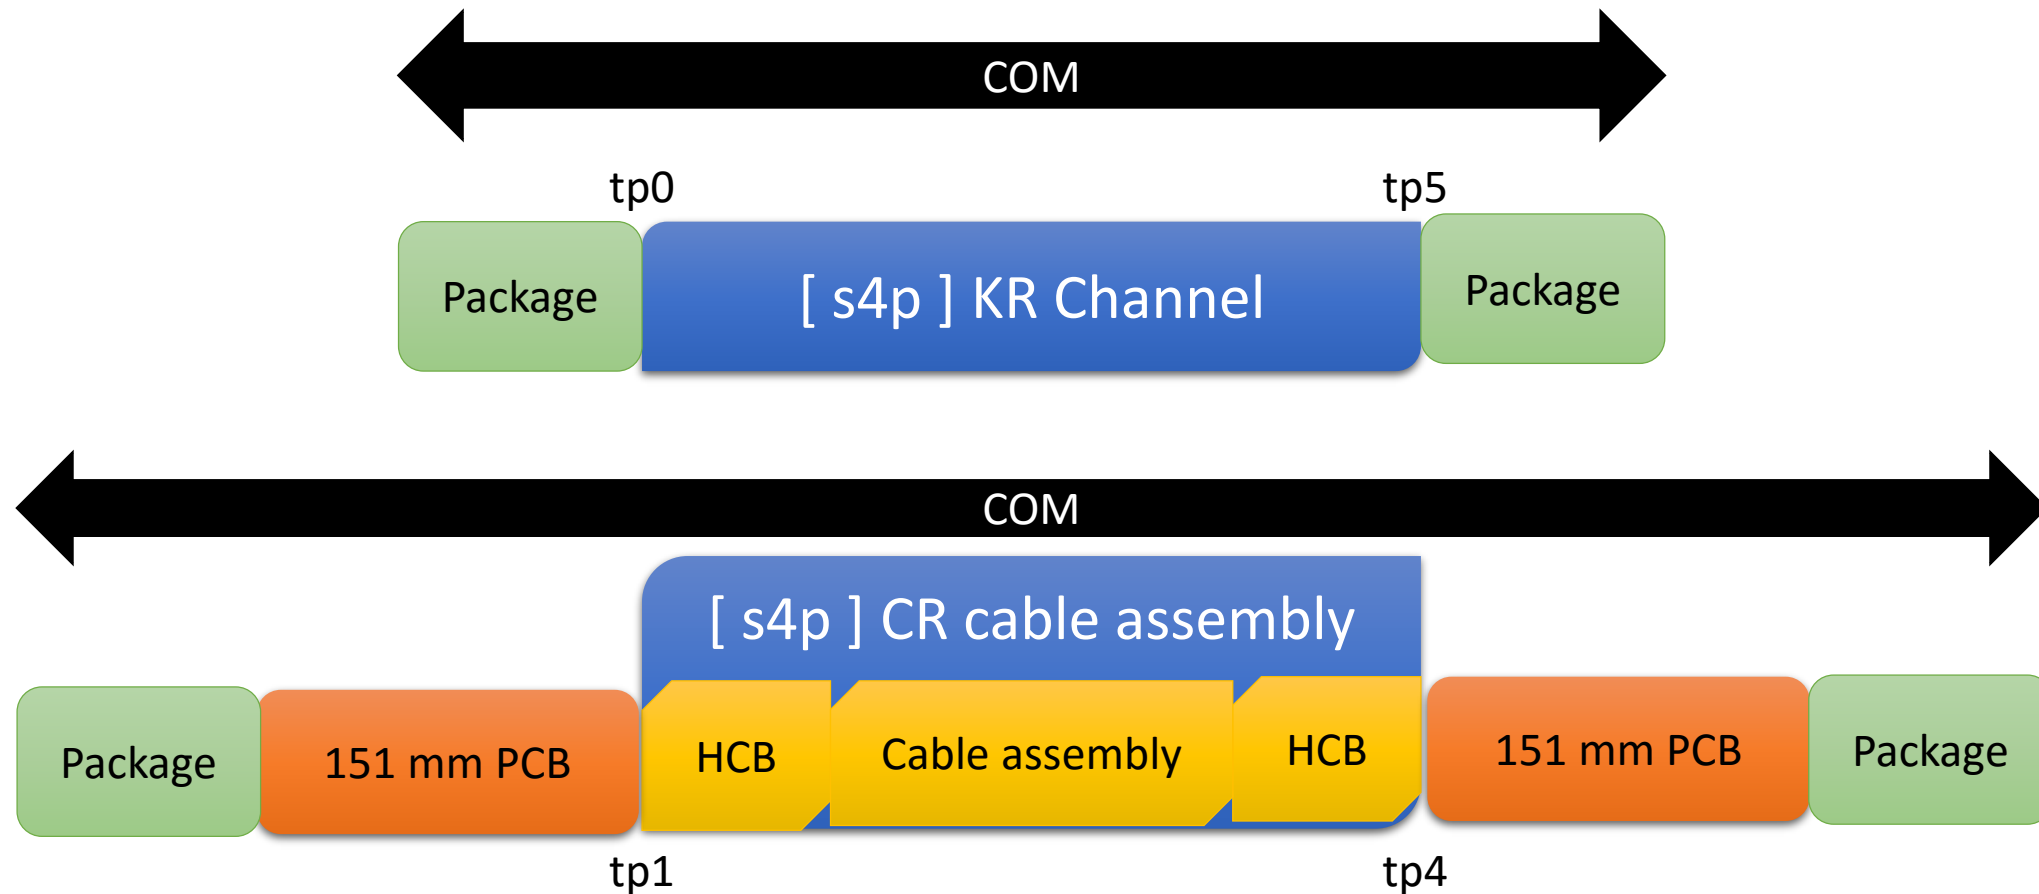 COM
tp0
tp5
Package
[ s4p ] KR Channel
Package
COM
[ s4p ] CR cable assembly
Package
151 mm PCB
HCB
Cable assembly
HCB
151 mm PCB
Package
tp1
tp4